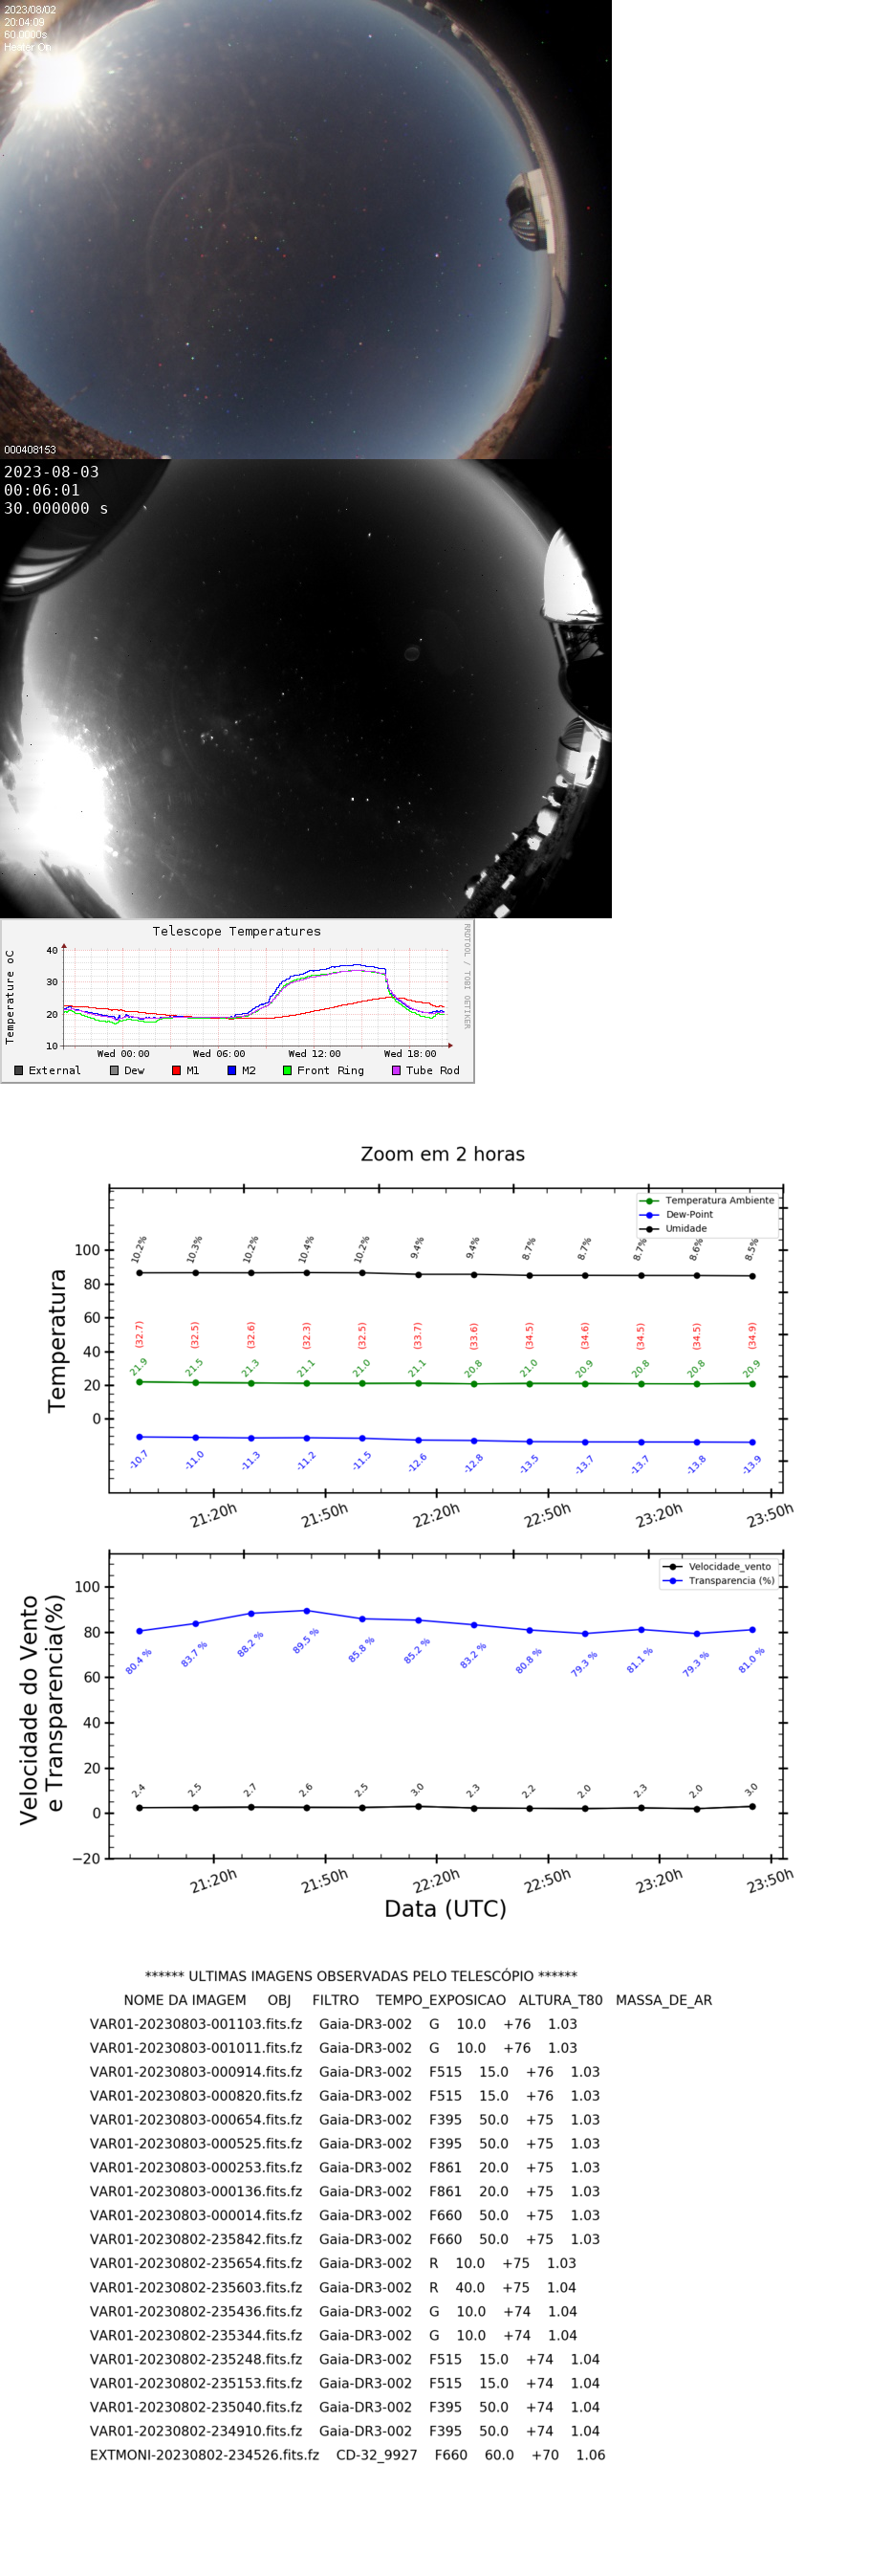 2023/08/02
20:04:09
60.0000s
Heater On
000408153
2023-08-03
00:06:01
30.000000 s
Telescope Temperatures
RRDTOOL / TOBI OETIKER
Temperature oC
40
30
20
10
Wed 00:00 Wed 06:00 Wed 12:00 Wed 18:00
External Dew M1 M2 Front Ring Tube Rod
Zoom em 2 horas
Temperatura Ambiente
Dew-Point
Umidade
Temperatura
100
80
60
40
20
0
10.2% 10.3% 10.2% 10.4% 10.2% 9.4% 9.4% 8.7% 8.7% 8.7% 8.6% 8.5%
(32.7) (32.5) (32.6) (32.3) (32.5) (33.7) (33.6) (34.5) (34.6) (34.5) (34.5) (34.9)
21.9 21.5 21.3 21.1 21.0 21.1 20.8 21.0 20.9 20.8 20.8 20.9
-10.7 -11.0 -11.3 -11.2 -11.5 -12.6 -12.8 -13.5 -13.7 -13.7 -13.8 -13.9
21:20h 21:50h 22:20h 22:50h 23:20h 23:50h
Velocidade_vento
Transparencia (%)
Velocidade do Vento
e Transparencia(%)
100
80
60
40
20
0
−20
80.4 % 83.7 % 88.2 % 89.5 % 85.8 % 85.2 % 83.2 % 80.8 % 79.3 % 81.1 % 79.3 % 81.0 %
2.4 2.5 2.7 2.6 2.5 3.0 2.3 2.2 2.0 2.3 2.0 3.0
21:20h 21:50h 22:20h 22:50h 23:20h 23:50h
Data (UTC)
****** ULTIMAS IMAGENS OBSERVADAS PELO TELESCÓPIO ******
NOME DA IMAGEM OBJ FILTRO TEMPO_EXPOSICAO ALTURA_T80 MASSA_DE_AR
VAR01-20230803-001103.fits.fz Gaia-DR3-002 G 10.0 +76 1.03
VAR01-20230803-001011.fits.fz Gaia-DR3-002 G 10.0 +76 1.03
VAR01-20230803-000914.fits.fz Gaia-DR3-002 F515 15.0 +76 1.03
VAR01-20230803-000820.fits.fz Gaia-DR3-002 F515 15.0 +76 1.03
VAR01-20230803-000654.fits.fz Gaia-DR3-002 F395 50.0 +75 1.03
VAR01-20230803-000525.fits.fz Gaia-DR3-002 F395 50.0 +75 1.03
VAR01-20230803-000253.fits.fz Gaia-DR3-002 F861 20.0 +75 1.03
VAR01-20230803-000136.fits.fz Gaia-DR3-002 F861 20.0 +75 1.03
VAR01-20230803-000014.fits.fz Gaia-DR3-002 F660 50.0 +75 1.03
VAR01-20230802-235842.fits.fz Gaia-DR3-002 F660 50.0 +75 1.03
VAR01-20230802-235654.fits.fz Gaia-DR3-002 R 10.0 +75 1.03
VAR01-20230802-235603.fits.fz Gaia-DR3-002 R 40.0 +75 1.04
VAR01-20230802-235436.fits.fz Gaia-DR3-002 G 10.0 +74 1.04
VAR01-20230802-235344.fits.fz Gaia-DR3-002 G 10.0 +74 1.04
VAR01-20230802-235248.fits.fz Gaia-DR3-002 F515 15.0 +74 1.04
VAR01-20230802-235153.fits.fz Gaia-DR3-002 F515 15.0 +74 1.04
VAR01-20230802-235040.fits.fz Gaia-DR3-002 F395 50.0 +74 1.04
VAR01-20230802-234910.fits.fz Gaia-DR3-002 F395 50.0 +74 1.04
EXTMONI-20230802-234526.fits.fz CD-32_9927 F660 60.0 +70 1.06